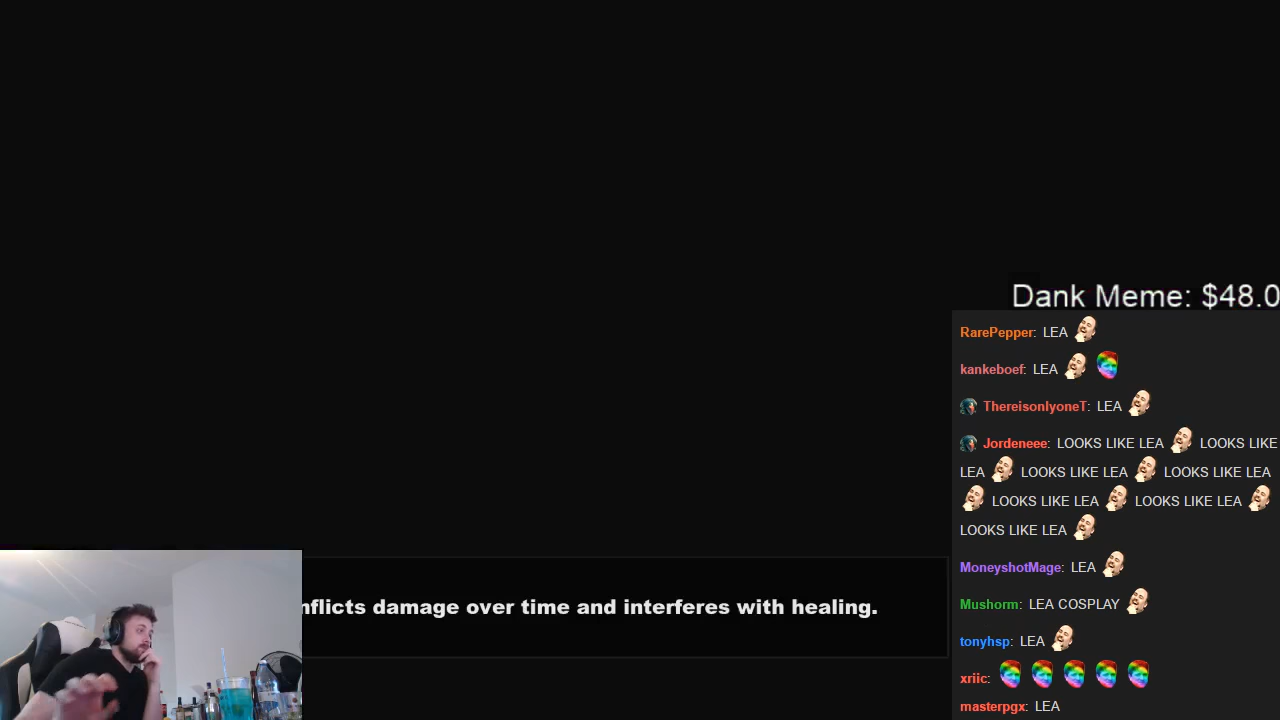 Dank Meme: $48.0
RarePepper: LEA
kankeboef: LEA
ThereisonlyoneT: LEA
Jordeneee: LOOKS LIKE LEA LOOKS LIKE
LEA LOOKS LIKE LEA LOOKS LIKE LEA
LOOKS LIKE LEA LOOKS LIKE LEA
LOOKS LIKE LEA
MoneyshotMage: LEA
Mushorm: LEA COSPLAY
tonyhsp: LEA
xriic:
masterpgx: LEA
nflicts damage over time and interferes with healing.